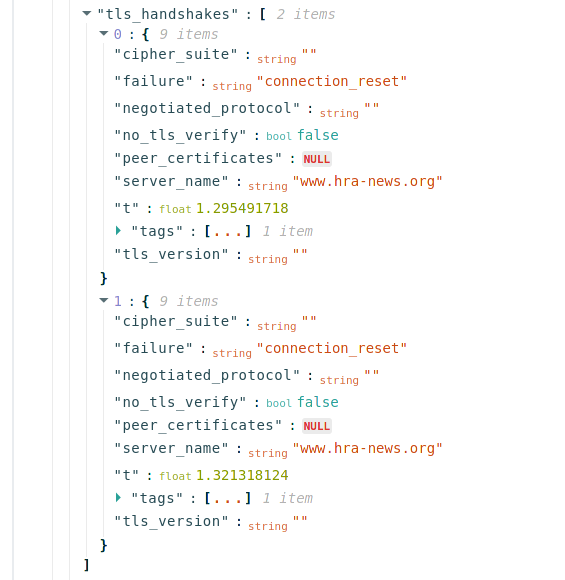 "tls_handshakes" : [ 2 items
0 : { 9 items
"cipher_suite" : string ""
"failure" : string "connection_reset"
"negotiated_protocol" : string ""
"no_tls_verify" : bool false
"peer_certificates" : NULL
"server_name" : string "www.hra-news.org"
"t" : float 1.295491718
"tags" : [...] 1 item
"tls_version" : string ""
}
1 : { 9 items
"cipher_suite" : string ""
"failure" : string "connection_reset"
"negotiated_protocol" : string ""
"no_tls_verify" : bool false
"peer_certificates" : NULL
"server_name" : string "www.hra-news.org"
"t" : float 1.321318124
"tags" : [...] 1 item
"tls_version" : string ""
}
]